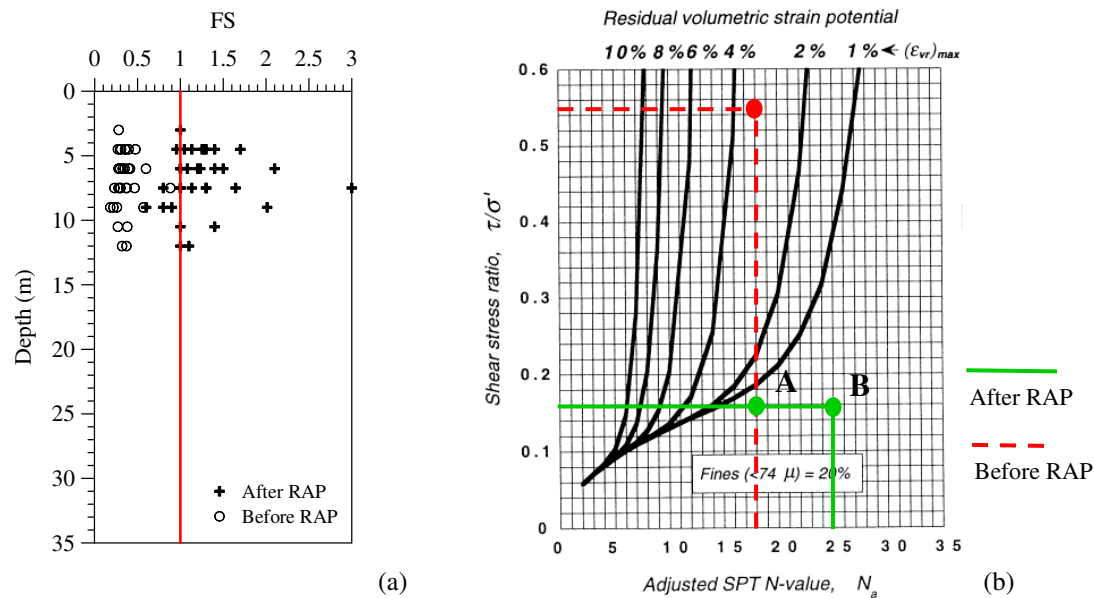 FS
0 0.5 1 1.5 2 2.5 3
0
5
10
15
20
25
30
35
Depth (m)
After RAP
Before RAP
(a)
Residual volumetric strain potential
10% 8% 6% 4% 2% 1% (εvr)max
0.6
0.5
0.4
0.3
0.2
0.1
0
Shear stress ratio, τ/σ'
A B
Fines (<74 μ) = 20%
0 5 10 15 20 25 30 35
Adjusted SPT N-value, Na
After RAP
Before RAP
(b)